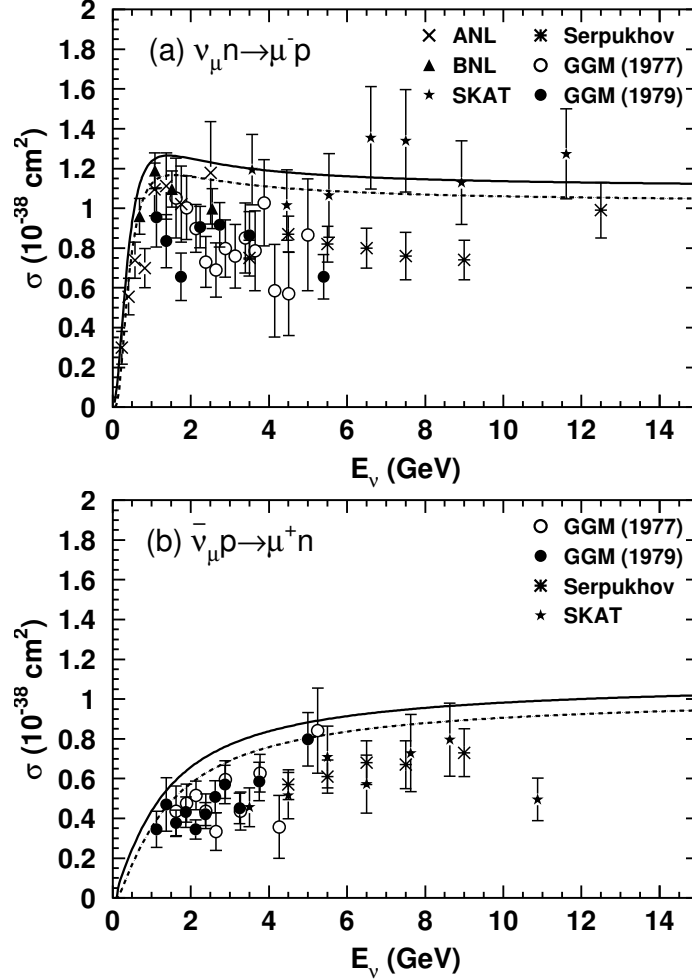 (a) ν_μ n→μ⁻p
× ANL
▲ BNL
★ SKAT
Serpukhov
○ GGM (1977)
● GGM (1979)
σ (10⁻³⁸ cm²)
2
1.8
1.6
1.4
1.2
1
0.8
0.6
0.4
0.2
0
0 2 4 6 8 10 12 14
E_ν (GeV)
(b) ν̄_μ p→μ⁺n
○ GGM (1977)
● GGM (1979)
Serpukhov
★ SKAT
σ (10⁻³⁸ cm²)
2
1.8
1.6
1.4
1.2
1
0.8
0.6
0.4
0.2
0
0 2 4 6 8 10 12 14
E_ν (GeV)